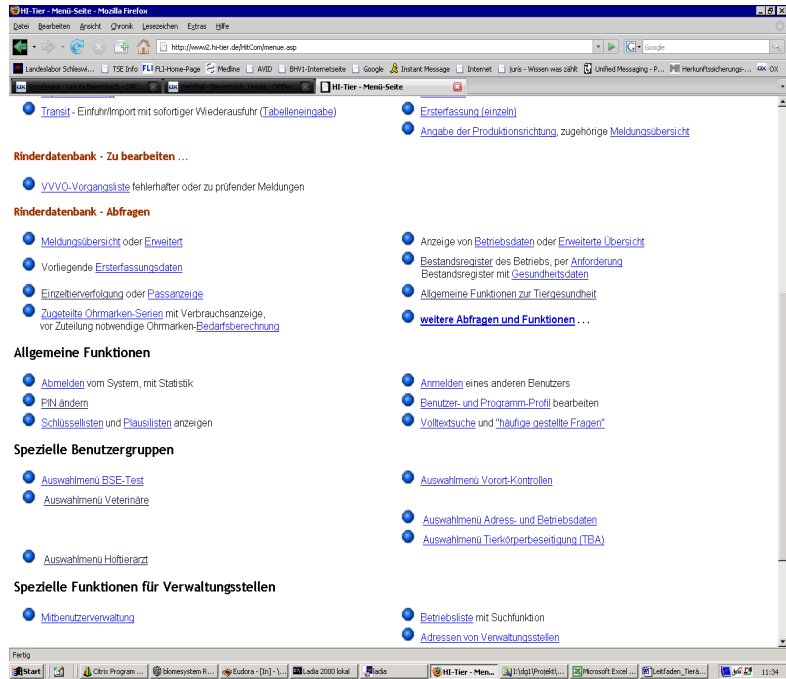 HI-Tier - Menü-Seite - Mozilla Firefox
Datei Bearbeiten Ansicht Chronik Lesezeichen Extras Hilfe
http://www2.hi-tier.de/HitCom/menue.asp
Google
Landeslabor Schleswi... TSE Info FLI FLI-Home-Page Medline AVID BHV1-Internetseite Google Instant Message Internet juris - Wissen was zählt Unified Messaging - P... Herkunftssicherungs... OX
HI-Tier - Menü-Seite
Transit - Einfuhr/Import mit sofortiger Wiederausfuhr (Tabelleneingabe)
Ersterfassung (einzeln)
Angabe der Produktionsrichtung, zugehörige Meldungsübersicht
Rinderdatenbank - Zu bearbeiten ...
VVVO-Vorgangsliste fehlerhafter oder zu prüfender Meldungen
Rinderdatenbank - Abfragen
Meldungsübersicht oder Erweitert
Anzeige von Betriebsdaten oder Erweiterte Übersicht
Vorliegende Ersterfassungsdaten
Bestandsregister des Betriebs, per Anforderung
Bestandsregister mit Gesundheitsdaten
Einzeltierverfolgung oder Passanzeige
Allgemeine Funktionen zur Tiergesundheit
Zugeteilte Ohrmarken-Serien mit Verbrauchsanzeige,
vor Zuteilung notwendige Ohrmarken-Bedarfsberechnung
weitere Abfragen und Funktionen . . .
Allgemeine Funktionen
Abmelden vom System, mit Statistik
Anmelden eines anderen Benutzers
PIN ändern
Benutzer- und Programm-Profil bearbeiten
Schlüssellisten und Plausilisten anzeigen
Volltextsuche und "häufige gestellte Fragen"
Spezielle Benutzergruppen
Auswahlmenü BSE-Test
Auswahlmenü Vorort-Kontrollen
Auswahlmenü Veterinäre
Auswahlmenü Adress- und Betriebsdaten
Auswahlmenü Tierkörperbeseitigung (TBA)
Auswahlmenü Hoftierarzt
Spezielle Funktionen für Verwaltungsstellen
Mitbenutzerverwaltung
Betriebsliste mit Suchfunktion
Adressen von Verwaltungsstellen
Fertig
Start Citrix Program ... blomesystem R... Eudora - [In] - \... Ladia 2000 lokal ladia HI-Tier - Men... I:\dg1\Projekt\... Microsoft Excel ... Leitfaden_Tierä... 11:34